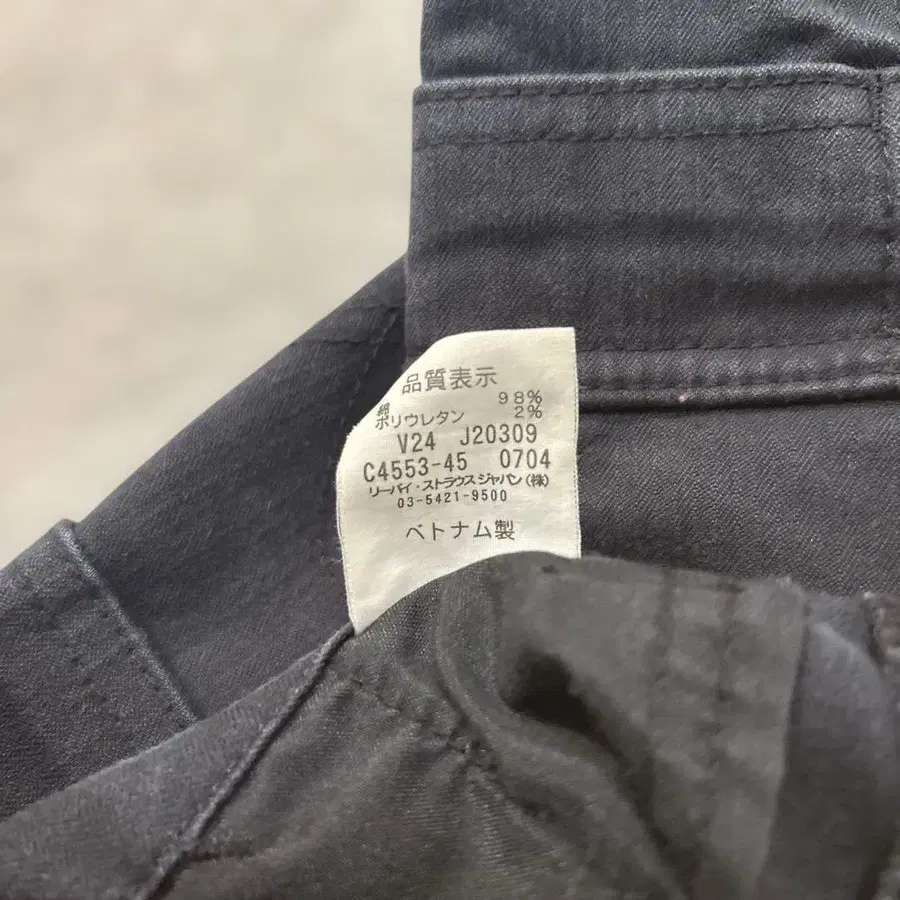 品質表示
綿 98%
ポリウレタン 2%
V24 J20309
C4553-45 0704
リーバイ・ストラウスジャパン(株)
03-5421-9500
ベトナム製